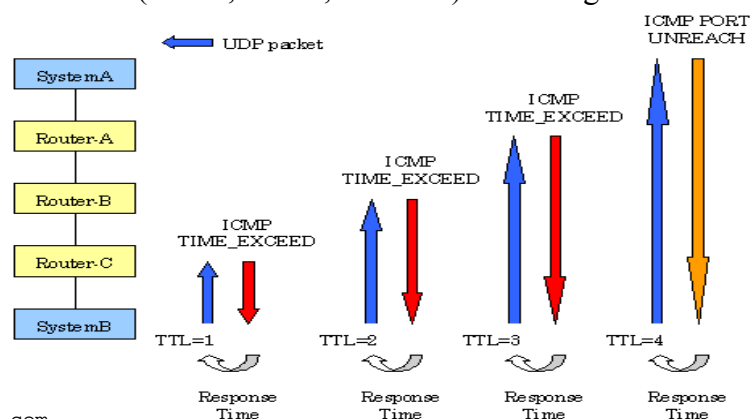 ICMP PORT
UNREACH
UDP packet
SystemA
ICMP
TIME_EXCEED
Router-A
ICMP
TIME_EXCEED
Router-B
ICMP
TIME_EXCEED
Router-C
SystemB
TTL=1
TTL=2
TTL=3
TTL=4
Response
Time
Response
Time
Response
Time
Response
Time
com